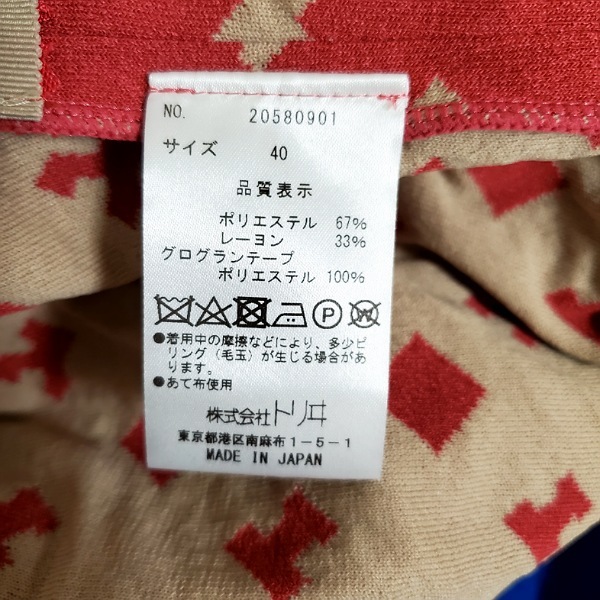 NO. 20580901
サイズ 40
品質表示
ポリエステル 67%
レーヨン 33%
グログランテープ
ポリエステル 100%
P W
●着用中の摩擦などにより、多少ピ
リング(毛玉)が生じる場合があ
ります。
●あて布使用
株式会社トリヰ
東京都港区南麻布1-5-1
MADE IN JAPAN